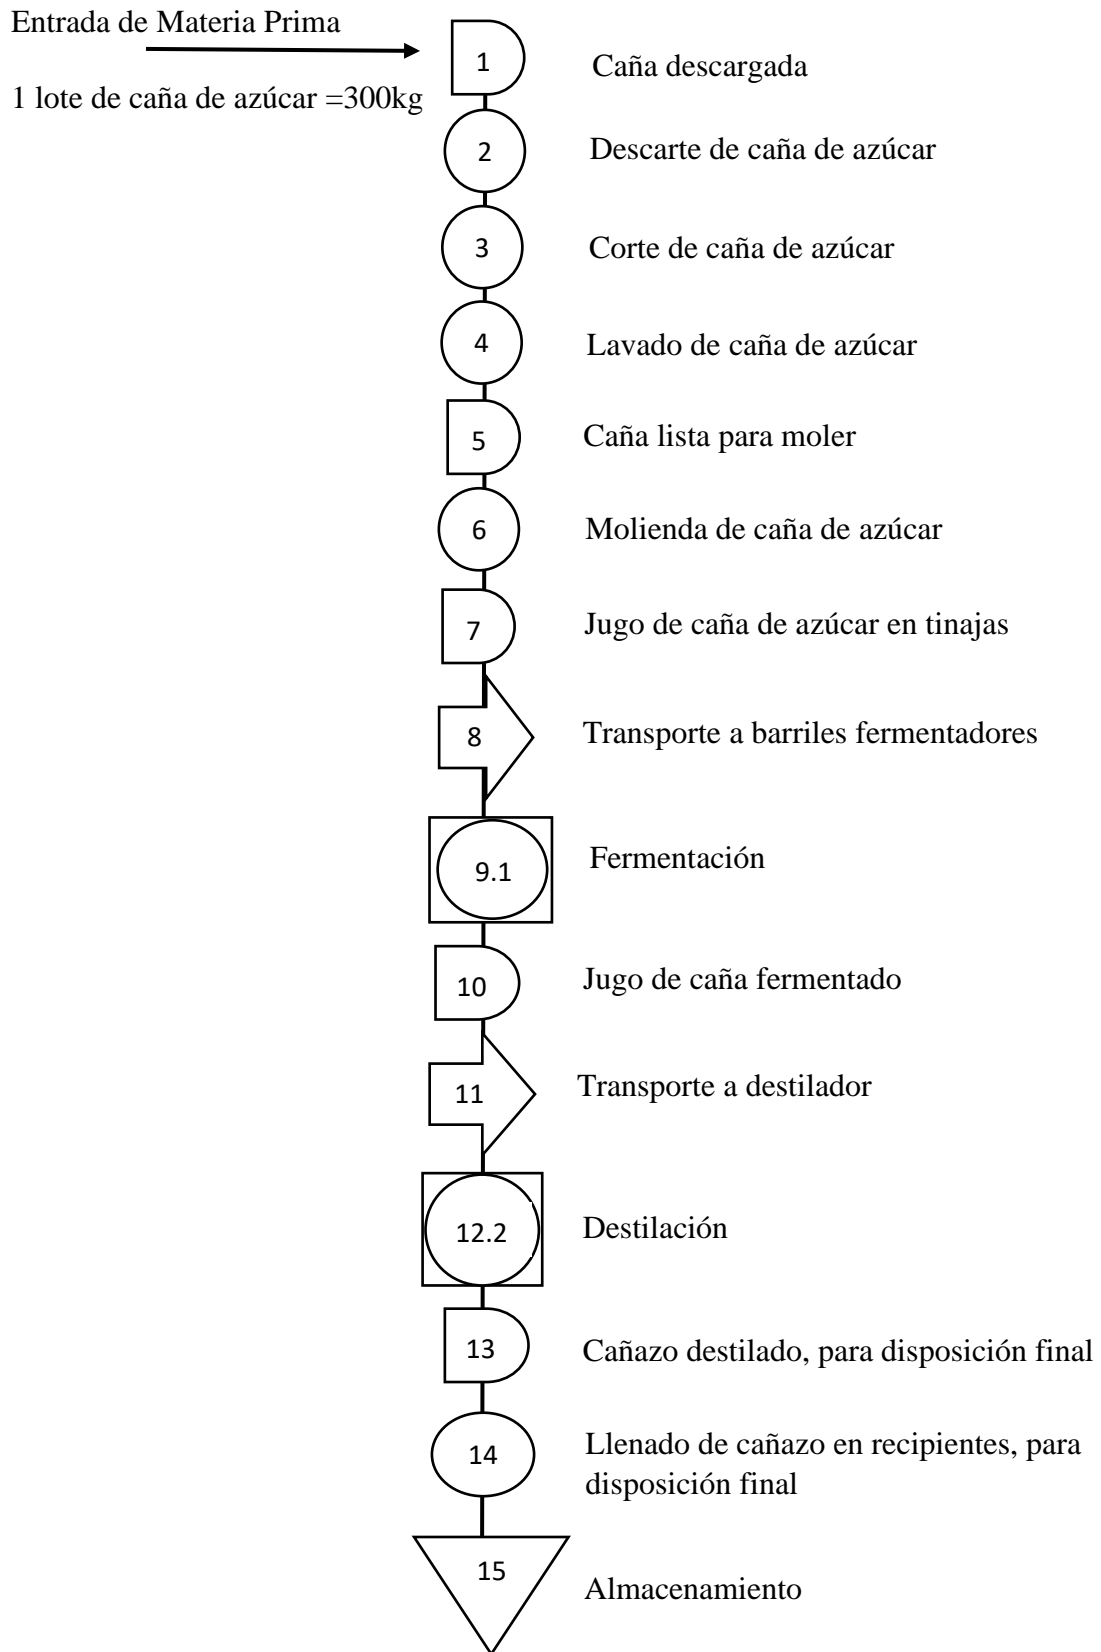 Entrada de Materia Prima
1 lote de caña de azúcar =300kg
1 Caña descargada
2 Descarte de caña de azúcar
3 Corte de caña de azúcar
4 Lavado de caña de azúcar
5 Caña lista para moler
6 Molienda de caña de azúcar
7 Jugo de caña de azúcar en tinajas
8 Transporte a barriles fermentadores
9.1 Fermentación
10 Jugo de caña fermentado
11 Transporte a destilador
12.2 Destilación
13 Cañazo destilado, para disposición final
14 Llenado de cañazo en recipientes, para
disposición final
15 Almacenamiento